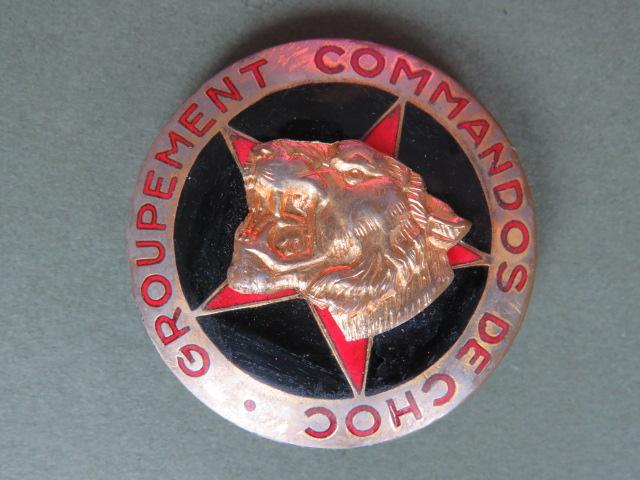 GROUPEMENT COMMANDOS DE CHOC